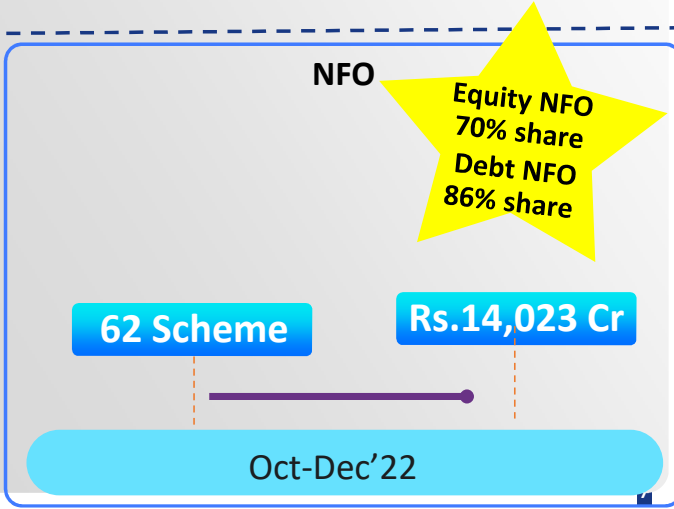 NFO
Equity NFO
70% share
Debt NFO
86% share
62 Scheme
Rs.14,023 Cr
Oct-Dec’22